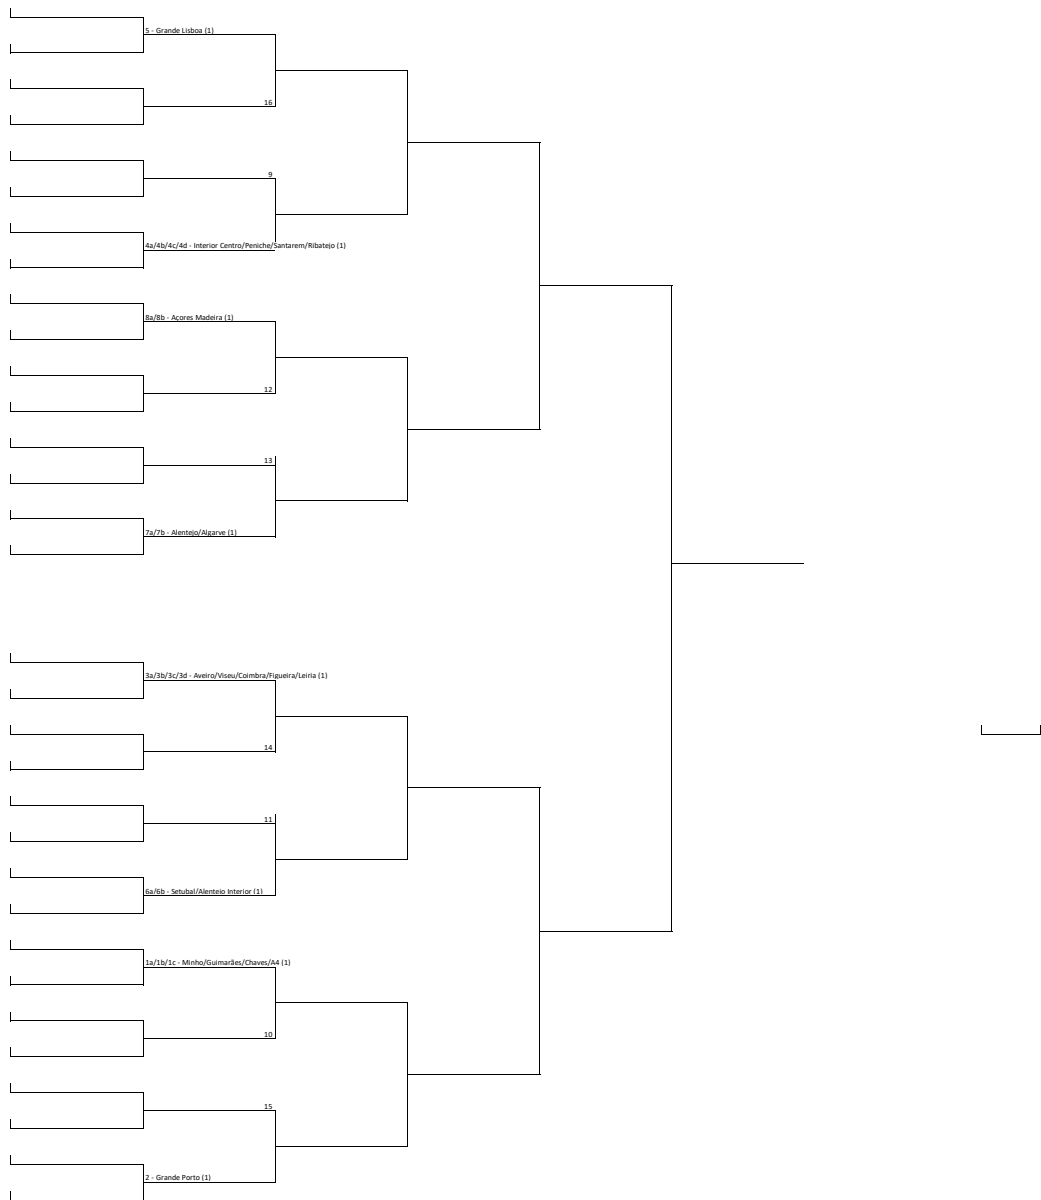 5 - Grande Lisboa (1)
16
9
4a/4b/4c/4d - Interior Centro/Peniche/Santarem/Ribatejo (1)
8a/8b - Açores Madeira (1)
12
13
7a/7b - Alentejo/Algarve (1)
3a/3b/3c/3d - Aveiro/Viseu/Coimbra/Figueira/Leiria (1)
14
11
6a/6b - Setubal/Alentejo Interior (1)
1a/1b/1c - Minho/Guimarães/Chaves/A4 (1)
10
15
2 - Grande Porto (1)